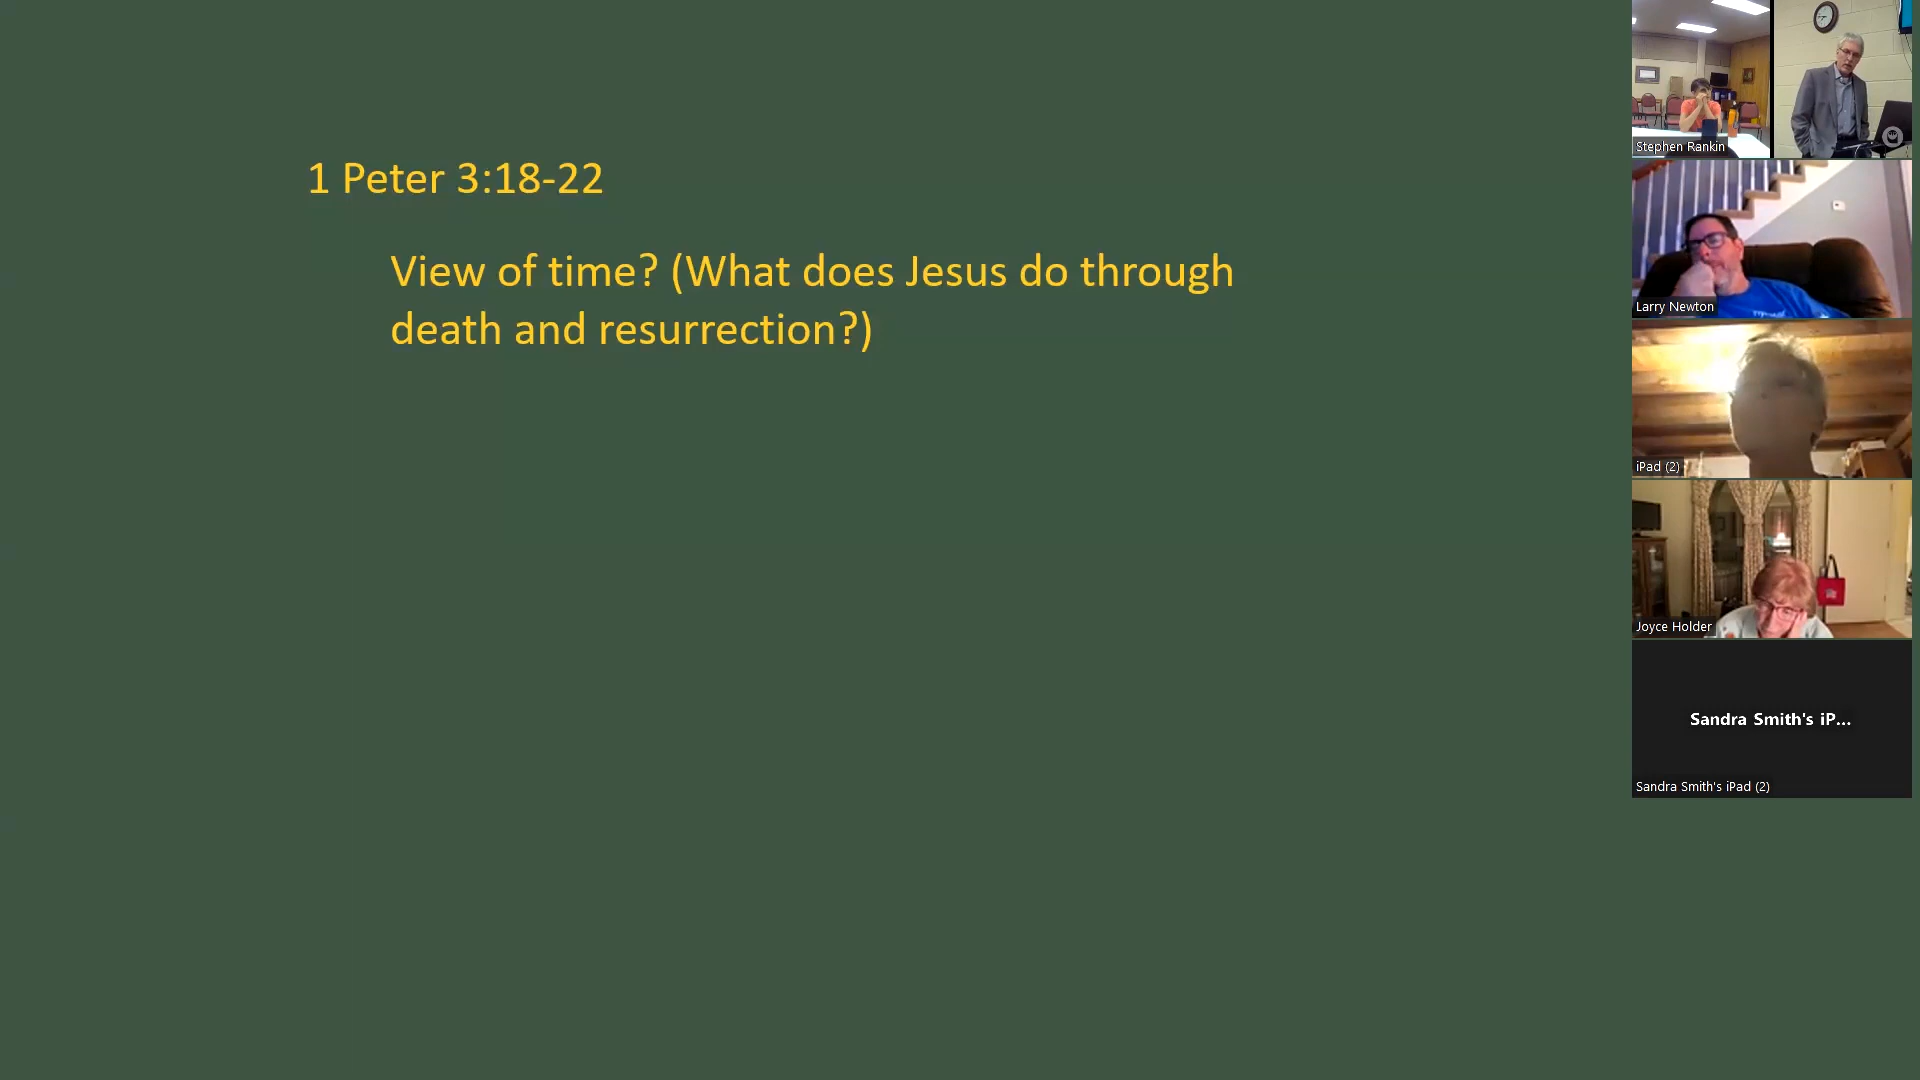 1 Peter 3:18-22
View of time? (What does Jesus do through
death and resurrection?)
Stephen Rankin
Larry Newton
iPad (2)
Joyce Holder
Sandra Smith's iP...
Sandra Smith's iPad (2)